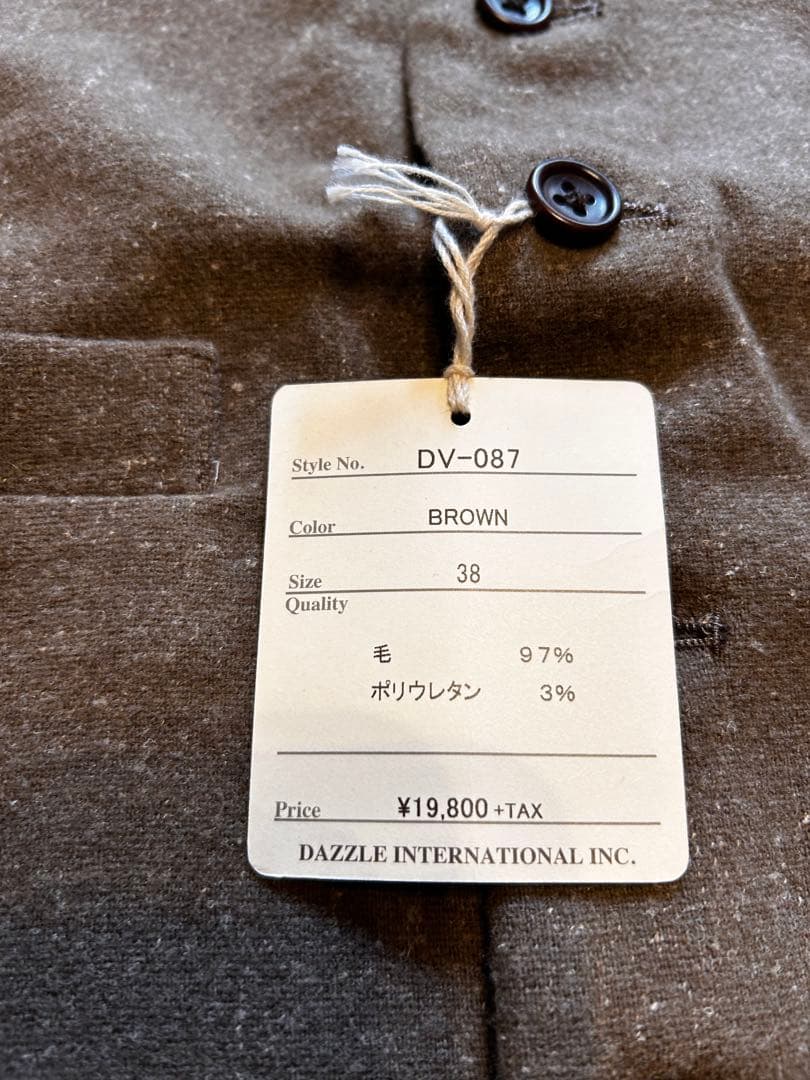 Style No. DV-087
Color BROWN
Size 38
Quality
毛 97%
ポリウレタン 3%
Price ¥19,800 +TAX
DAZZLE INTERNATIONAL INC.